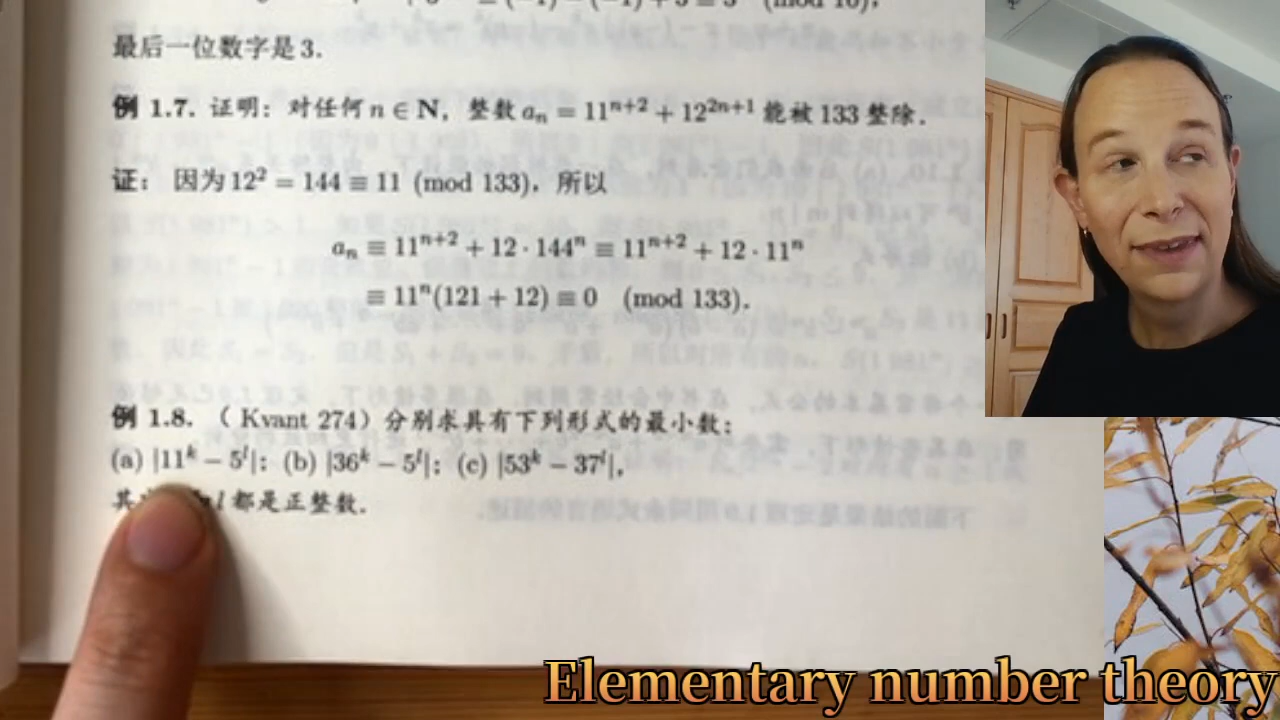 最后一位数字是 3.
例 1.7. 证明: 对任何 n ∈ N, 整数 aₙ = 11ⁿ⁺² + 12²ⁿ⁺¹ 能被 133 整除.
证: 因为 12² = 144 ≡ 11 (mod 133), 所以
aₙ ≡ 11ⁿ⁺² + 12 · 144ⁿ ≡ 11ⁿ⁺² + 12 · 11ⁿ
≡ 11ⁿ(121 + 12) ≡ 0 (mod 133).
例 1.8. ( Kvant 274) 分别求具有下列形式的最小数:
(a) |11ᵏ − 5ˡ|; (b) |36ᵏ − 5ˡ|; (c) |53ᵏ − 37ˡ|,
其 l 都是正整数.
Elementary number theory